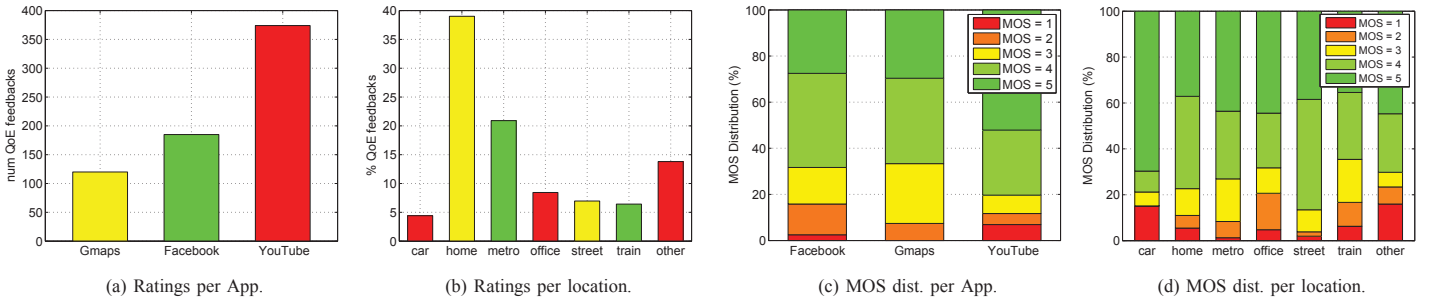 num QoE feedbacks
400
350
300
250
200
150
100
50
0
Gmaps Facebook YouTube
(a) Ratings per App.
% QoE feedbacks
40
35
30
25
20
15
10
5
0
car home metro office street train other
(b) Ratings per location.
MOS Distribution (%)
100
80
60
40
20
0
MOS = 1
MOS = 2
MOS = 3
MOS = 4
MOS = 5
Facebook Gmaps YouTube
(c) MOS dist. per App.
MOS Distribution (%)
100
80
60
40
20
0
MOS = 1
MOS = 2
MOS = 3
MOS = 4
MOS = 5
car home metro office street train other
(d) MOS dist. per location.